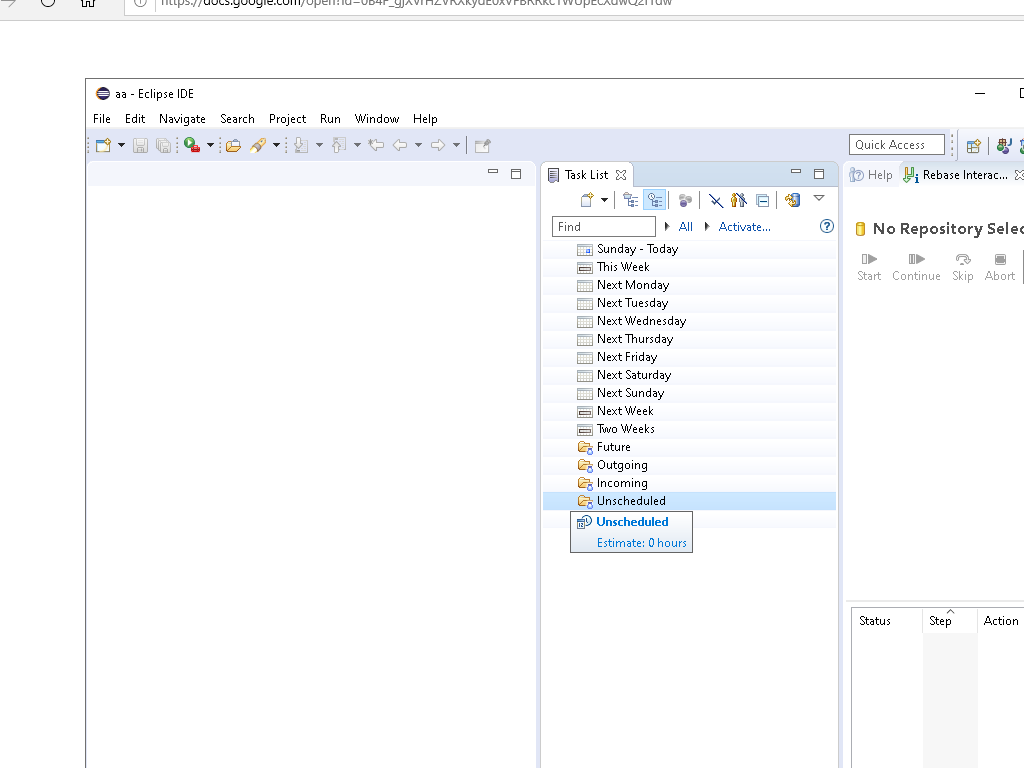 https://docs.google.com/open?id=
aa - Eclipse IDE
File Edit Navigate Search Project Run Window Help
Quick Access
Task List
Help Rebase Interac...
Find All Activate...
No Repository Selec
Start Continue Skip Abort
Sunday - Today
This Week
Next Monday
Next Tuesday
Next Wednesday
Next Thursday
Next Friday
Next Saturday
Next Sunday
Next Week
Two Weeks
Future
Outgoing
Incoming
Unscheduled
Unscheduled
Estimate: 0 hours
Status Step Action